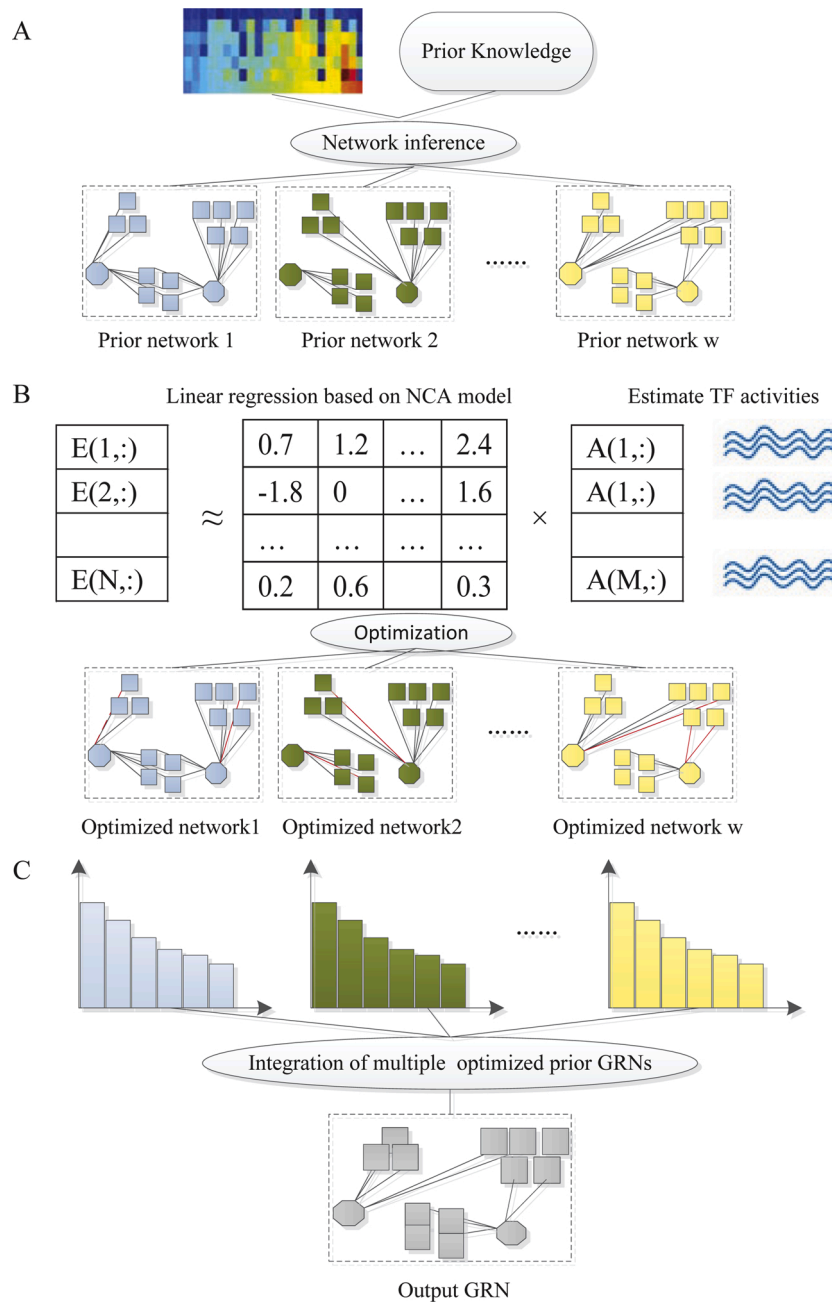 A
Prior Knowledge
Network inference
......
Prior network 1
Prior network 2
Prior network w
B
Linear regression based on NCA model
Estimate TF activities
E(1,:)
0.7 1.2 ... 2.4
A(1,:)
E(2,:)
-1.8 0 ... 1.6
A(1,:)
≈
×
... ... ... ...
E(N,:)
0.2 0.6 0.3
A(M,:)
Optimization
......
Optimized network1
Optimized network2
Optimized network w
C
......
Integration of multiple optimized prior GRNs
Output GRN